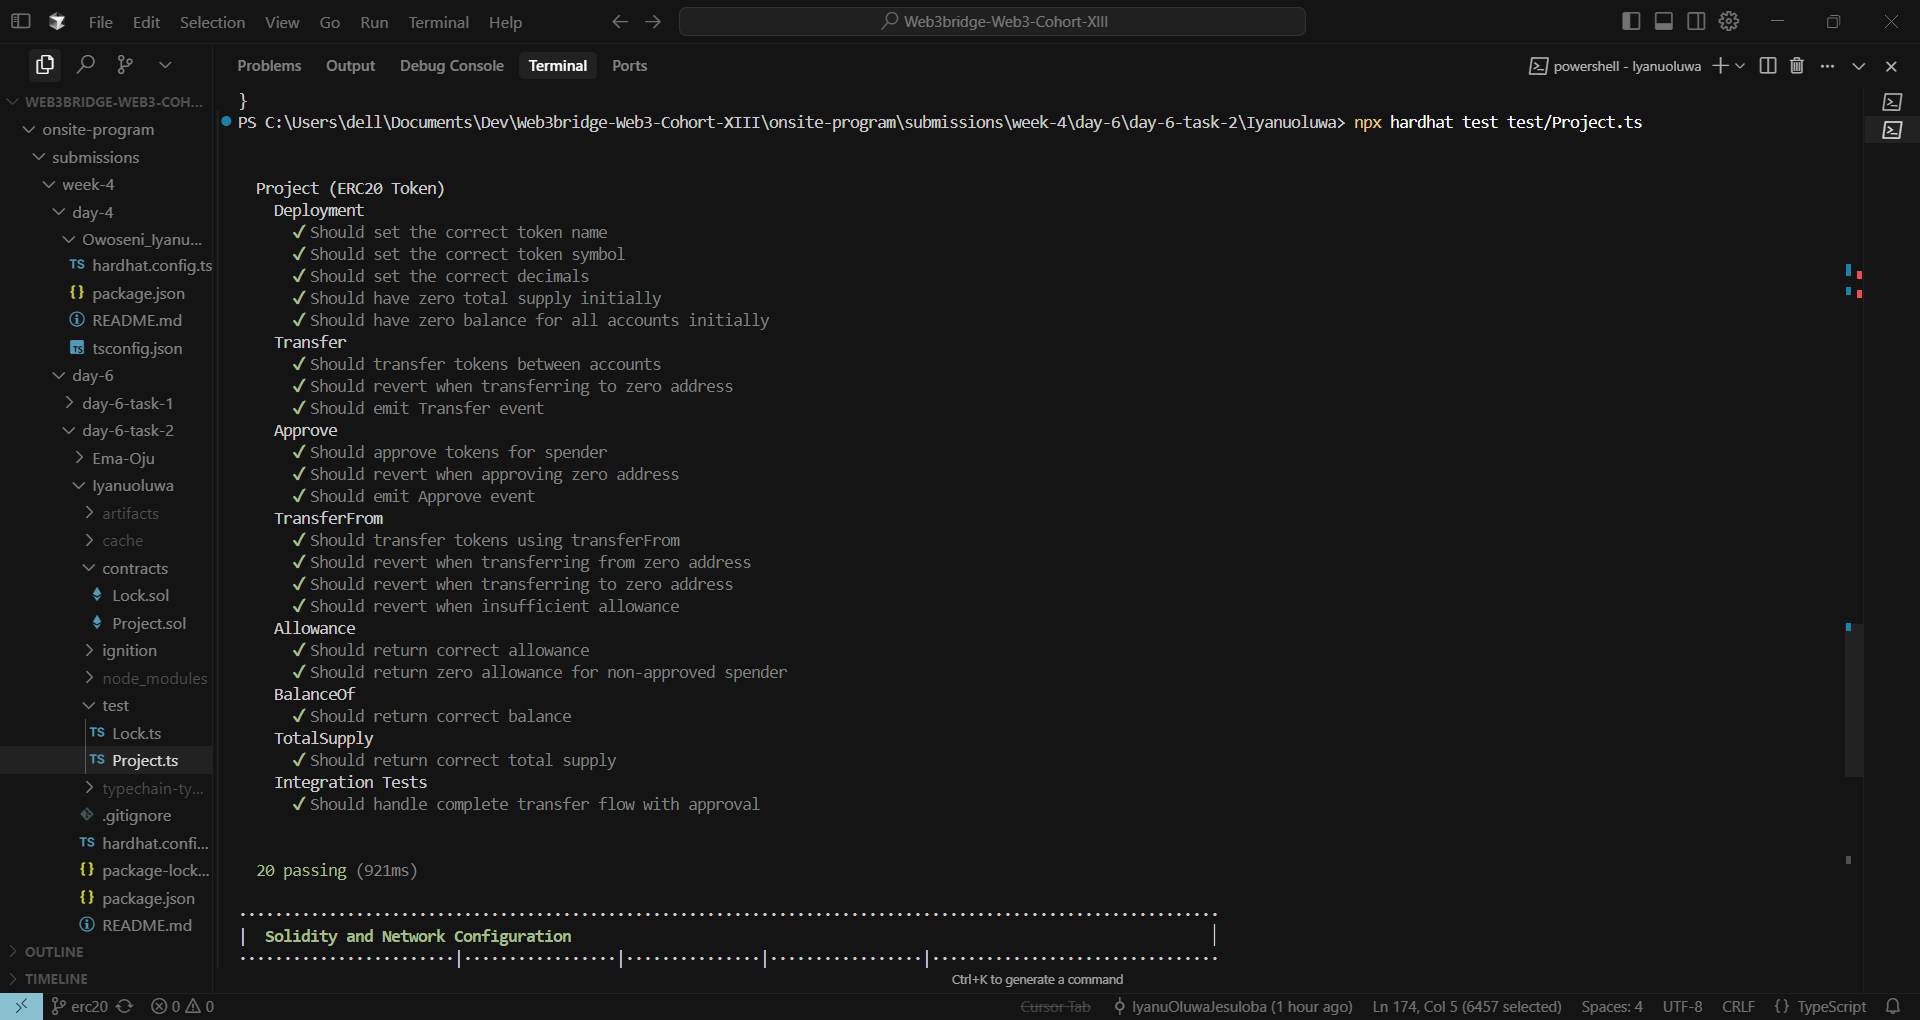 File Edit Selection View Go Run Terminal Help
Web3bridge-Web3-Cohort-XIII
Problems Output Debug Console Terminal Ports
powershell - Iyanuoluwa
WEB3BRIDGE-WEB3-COH...
onsite-program
submissions
week-4
day-4
Owoseni_Iyanu...
TS hardhat.config.ts
{} package.json
README.md
TS tsconfig.json
day-6
day-6-task-1
day-6-task-2
Ema-Oju
Iyanuoluwa
artifacts
cache
contracts
Lock.sol
Project.sol
ignition
node_modules
test
TS Lock.ts
TS Project.ts
typechain-ty...
.gitignore
TS hardhat.confi...
{} package-lock...
{} package.json
README.md
OUTLINE
TIMELINE
}
PS C:\Users\dell\Documents\Dev\Web3bridge-Web3-Cohort-XIII\onsite-program\submissions\week-4\day-6\day-6-task-2\Iyanuoluwa> npx hardhat test test/Project.ts
Project (ERC20 Token)
Deployment
✓ Should set the correct token name
✓ Should set the correct token symbol
✓ Should set the correct decimals
✓ Should have zero total supply initially
✓ Should have zero balance for all accounts initially
Transfer
✓ Should transfer tokens between accounts
✓ Should revert when transferring to zero address
✓ Should emit Transfer event
Approve
✓ Should approve tokens for spender
✓ Should revert when approving zero address
✓ Should emit Approve event
TransferFrom
✓ Should transfer tokens using transferFrom
✓ Should revert when transferring from zero address
✓ Should revert when transferring to zero address
✓ Should revert when insufficient allowance
Allowance
✓ Should return correct allowance
✓ Should return zero allowance for non-approved spender
BalanceOf
✓ Should return correct balance
TotalSupply
✓ Should return correct total supply
Integration Tests
✓ Should handle complete transfer flow with approval
20 passing (921ms)
| Solidity and Network Configuration |
Ctrl+K to generate a command
erc20 0 0 Cursor Tab IyanuOluwaJesuloba (1 hour ago) Ln 174, Col 5 (6457 selected) Spaces: 4 UTF-8 CRLF {} TypeScript